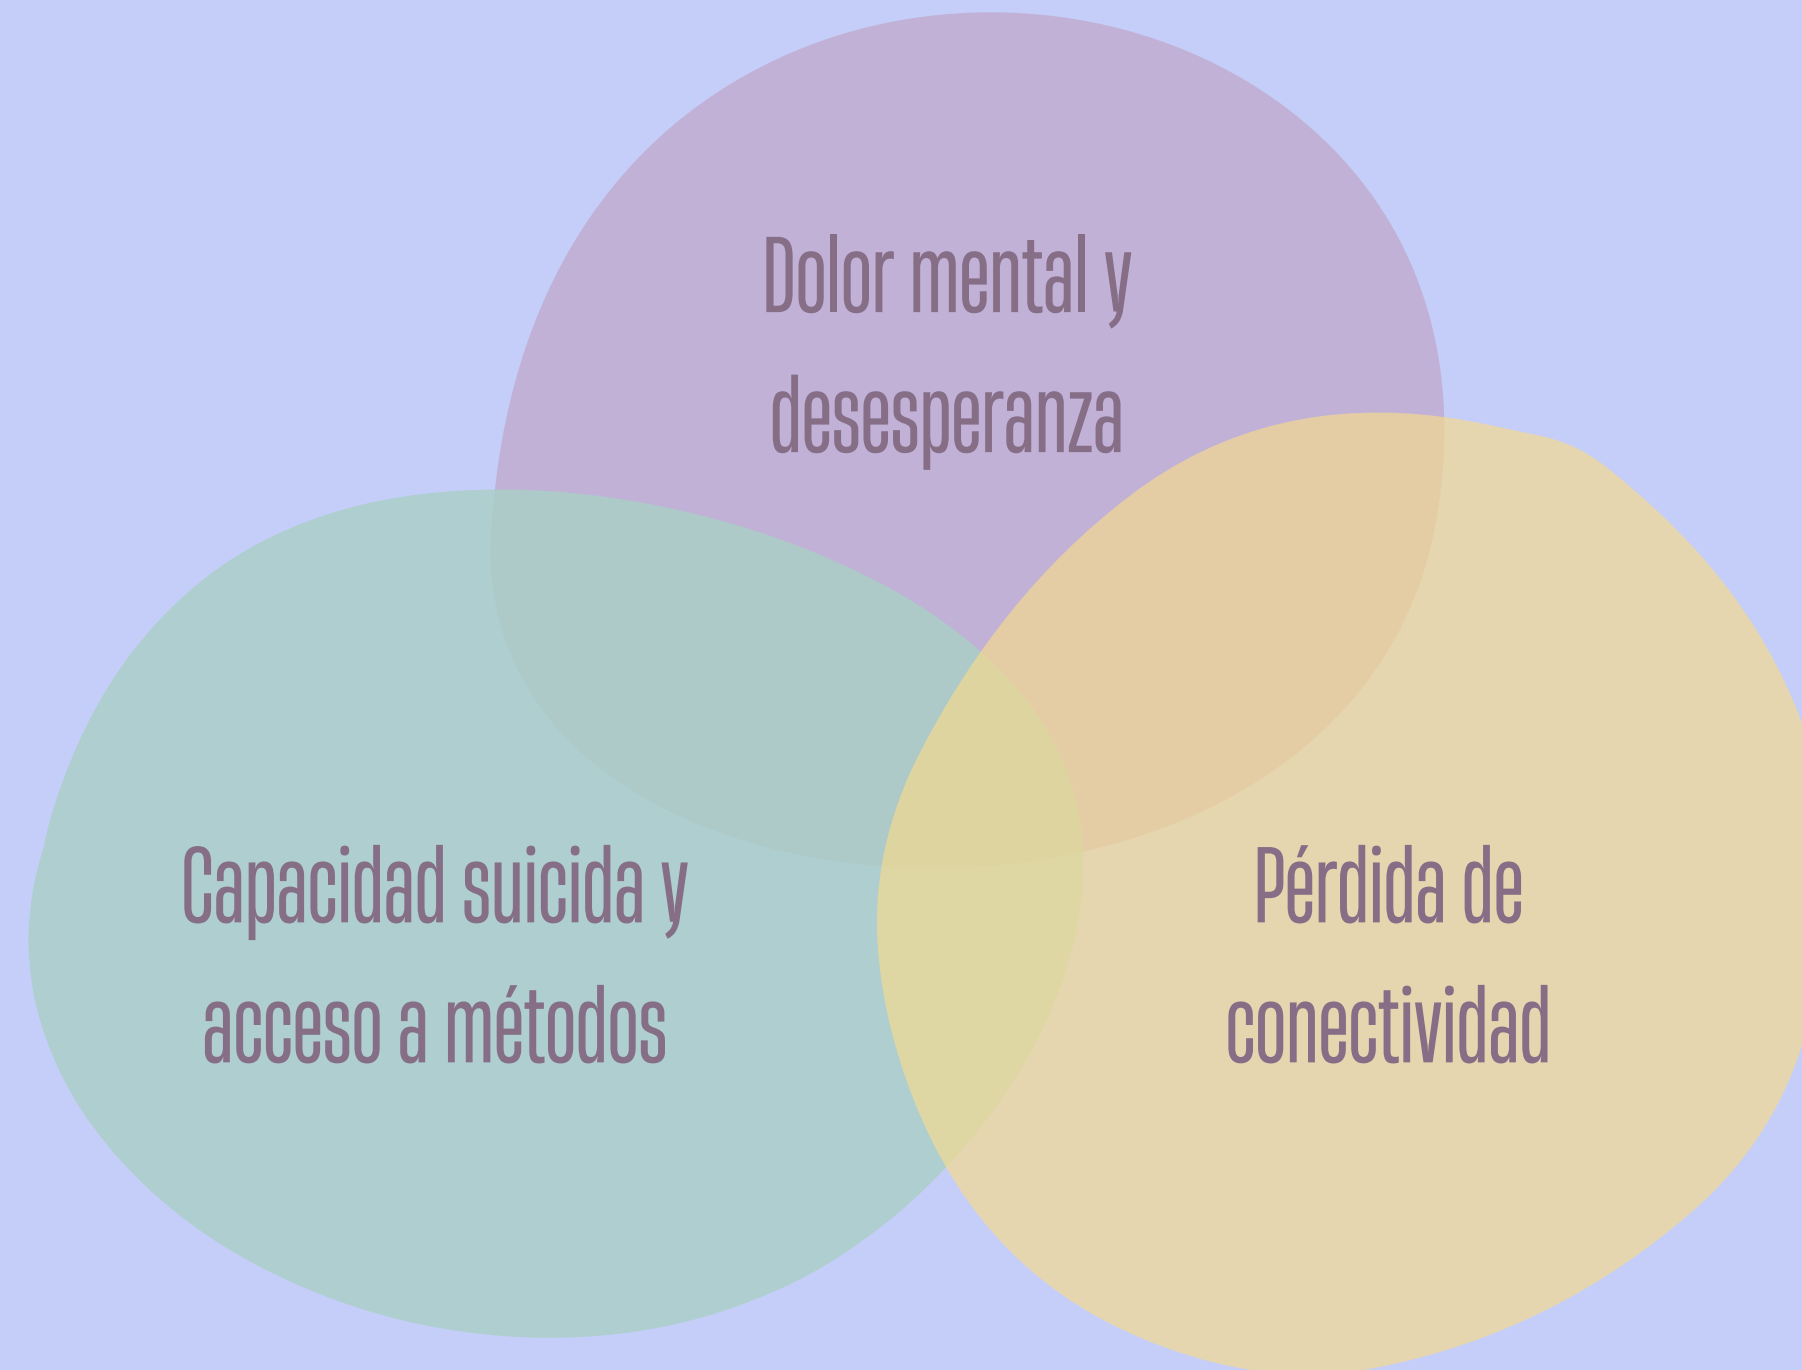 Dolor mental y
desesperanza
Capacidad suicida y
acceso a métodos
Pérdida de
conectividad